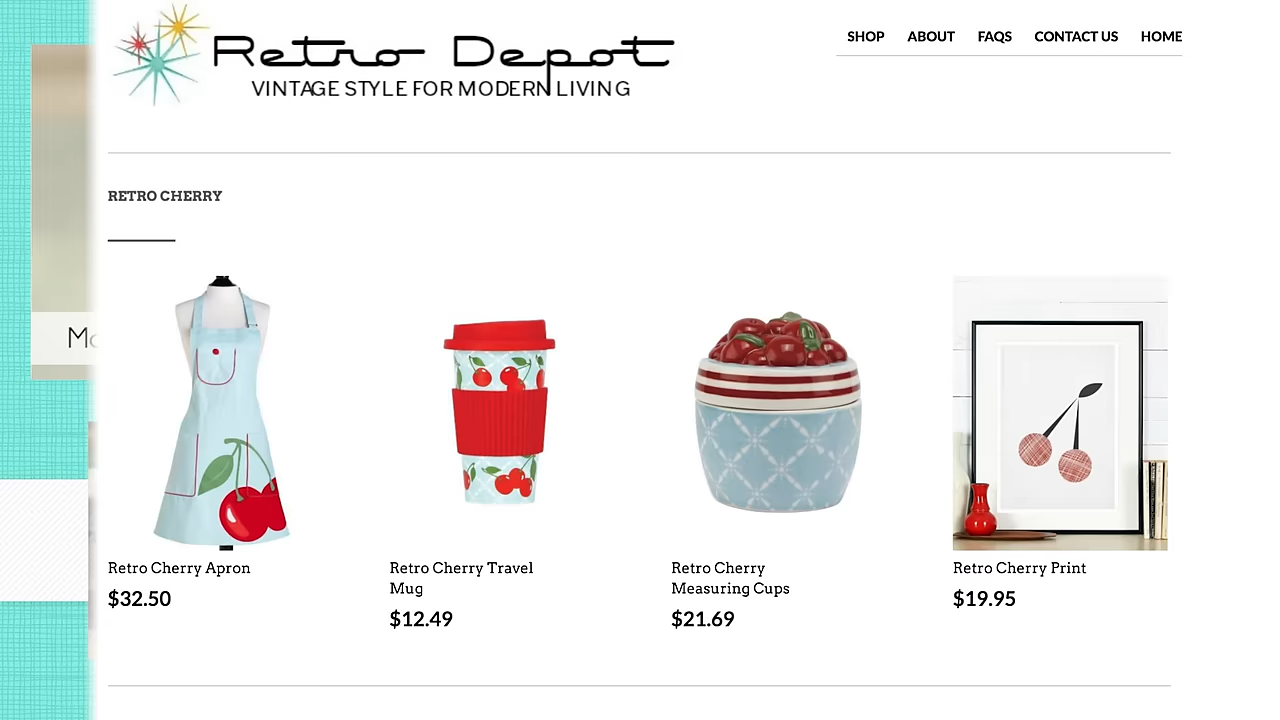 Retro Depot
VINTAGE STYLE FOR MODERN LIVING
SHOP ABOUT FAQS CONTACT US HOME
RETRO CHERRY
Mo
Retro Cherry Apron
$32.50
Retro Cherry Travel
Mug
$12.49
Retro Cherry
Measuring Cups
$21.69
Retro Cherry Print
$19.95